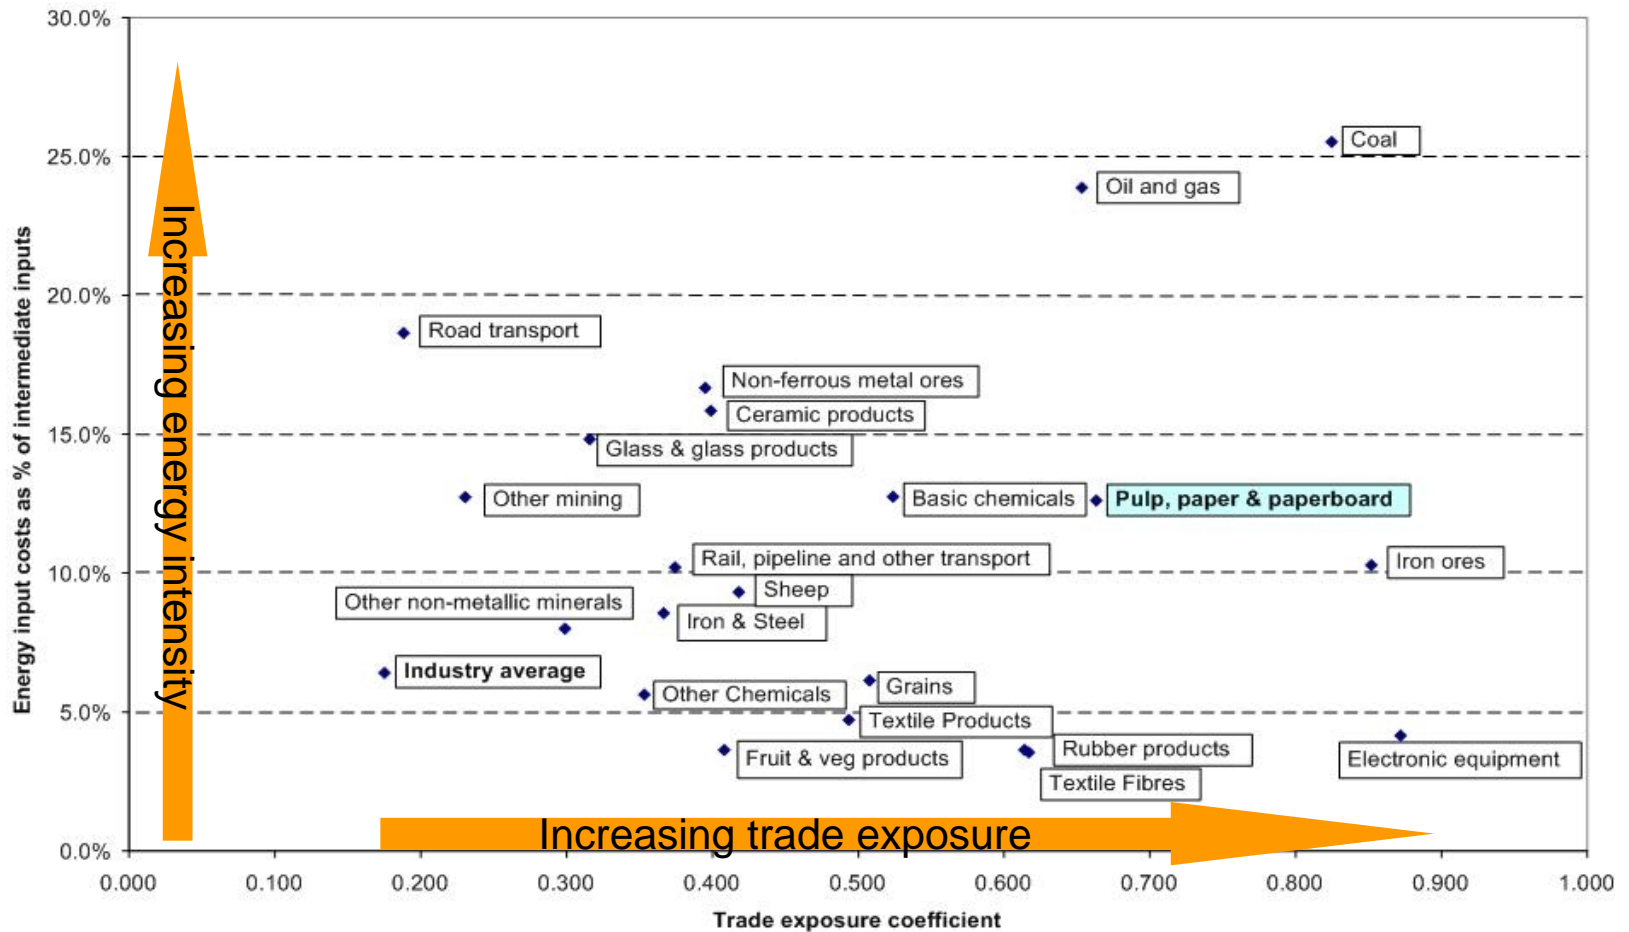 30.0%
25.0%
20.0%
15.0%
10.0%
5.0%
0.0%
Energy input costs as % of intermediate inputs
Increasing energy intensity
Coal
Oil and gas
Road transport
Non-ferrous metal ores
Ceramic products
Glass & glass products
Other mining
Basic chemicals
Pulp, paper & paperboard
Rail, pipeline and other transport
Iron ores
Sheep
Other non-metallic minerals
Iron & Steel
Industry average
Grains
Other Chemicals
Textile Products
Rubber products
Fruit & veg products
Electronic equipment
Textile Fibres
Increasing trade exposure
0.000 0.100 0.200 0.300 0.400 0.500 0.600 0.700 0.800 0.900 1.000
Trade exposure coefficient